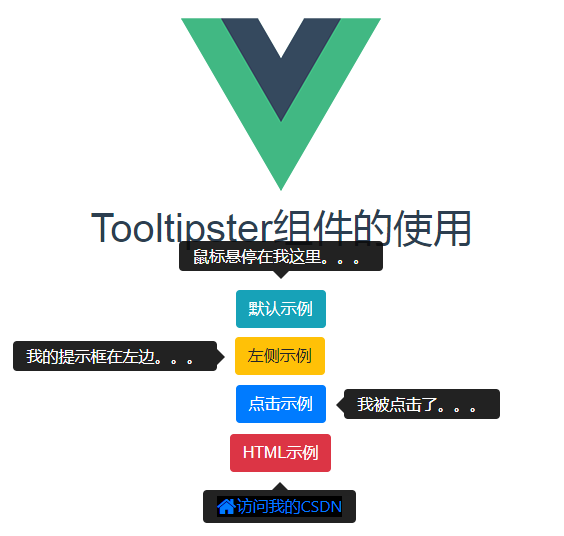 Tooltipster组件的使用
鼠标悬停在我这里。。。
默认示例
我的提示框在左边。。。
左侧示例
点击示例
我被点击了。。。
HTML示例
访问我的CSDN